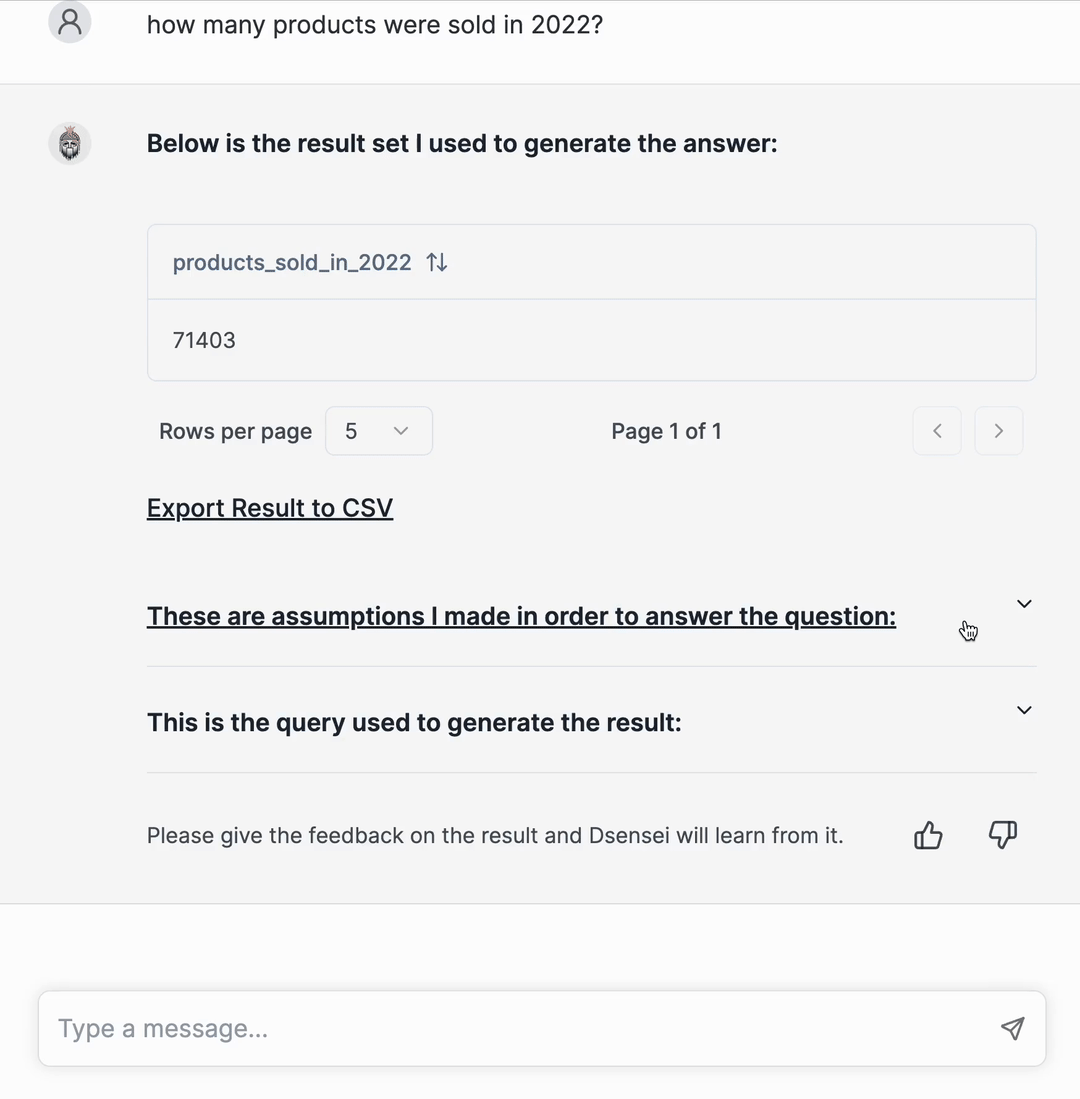 how many products were sold in 2022?
Below is the result set I used to generate the answer:
products_sold_in_2022
71403
Rows per page 5 Page 1 of 1
Export Result to CSV
These are assumptions I made in order to answer the question:
This is the query used to generate the result:
Please give the feedback on the result and Dsensei will learn from it.
Type a message...